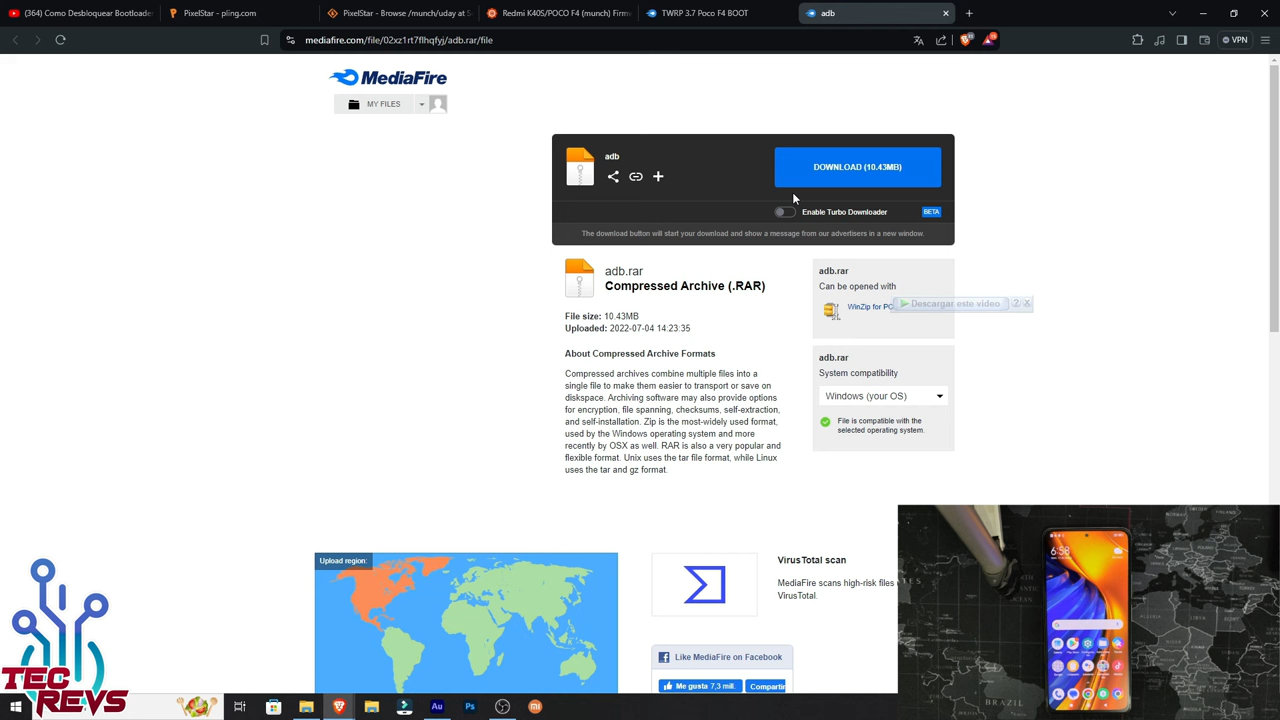 (364) Como Desbloquear Bootloader
PixelStar - pling.com
PixelStar - Browse /munch/uday at S
Redmi K40S/POCO F4 (munch) Firm
TWRP 3.7 Poco F4 BOOT
adb
mediafire.com/file/02xz1rt7flhqfyj/adb.rar/file
VPN
MediaFire
MY FILES
adb
DOWNLOAD (10.43MB)
Enable Turbo Downloader
BETA
The download button will start your download and show a message from our advertisers in a new window.
adb.rar
Compressed Archive (.RAR)
File size: 10.43MB
Uploaded: 2022-07-04 14:23:35
About Compressed Archive Formats
Compressed archives combine multiple files into a
single file to make them easier to transport or save on
diskspace. Archiving software may also provide options
for encryption, file spanning, checksums, self-extraction,
and self-installation. Zip is the most-widely used format,
used by the Windows operating system and more
recently by OSX as well. RAR is also a very popular and
flexible format. Unix uses the tar file format, while Linux
uses the tar and gz format.
adb.rar
Can be opened with
WinZip for PC
Descargar este vídeo
?
adb.rar
System compatibility
Windows (your OS)
File is compatible with the
selected operating system.
Upload region:
VirusTotal scan
MediaFire scans high-risk files
VirusTotal.
Like MediaFire on Facebook
Me gusta 7,3 mil.
Compartir
6:58
BRAZIL
TEC
REVS
Au
Ps